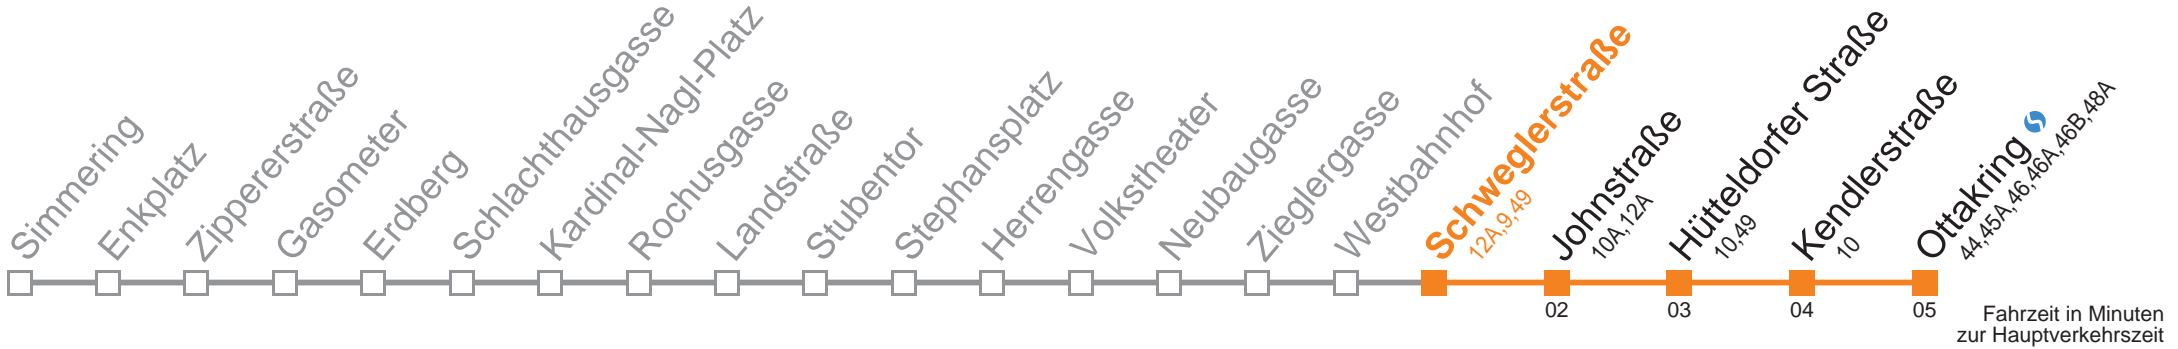 Simmering
Enkplatz
Zippererstraße
Gasometer
Erdberg
Schlachthausgasse
Kardinal-Nagl-Platz
Rochusgasse
Landstraße
Stubentor
Stephansplatz
Herrengasse
Volkstheater
Neubaugasse
Zieglergasse
Westbahnhof
Schweglerstraße
12A,9,49
Johnstraße
10A,12A
Hütteldorfer Straße
10,49
Kendlerstraße
10
Ottakring
44,45A,46,46A,46B,48A
02
03
04
05
Fahrzeit in Minuten
zur Hauptverkehrszeit